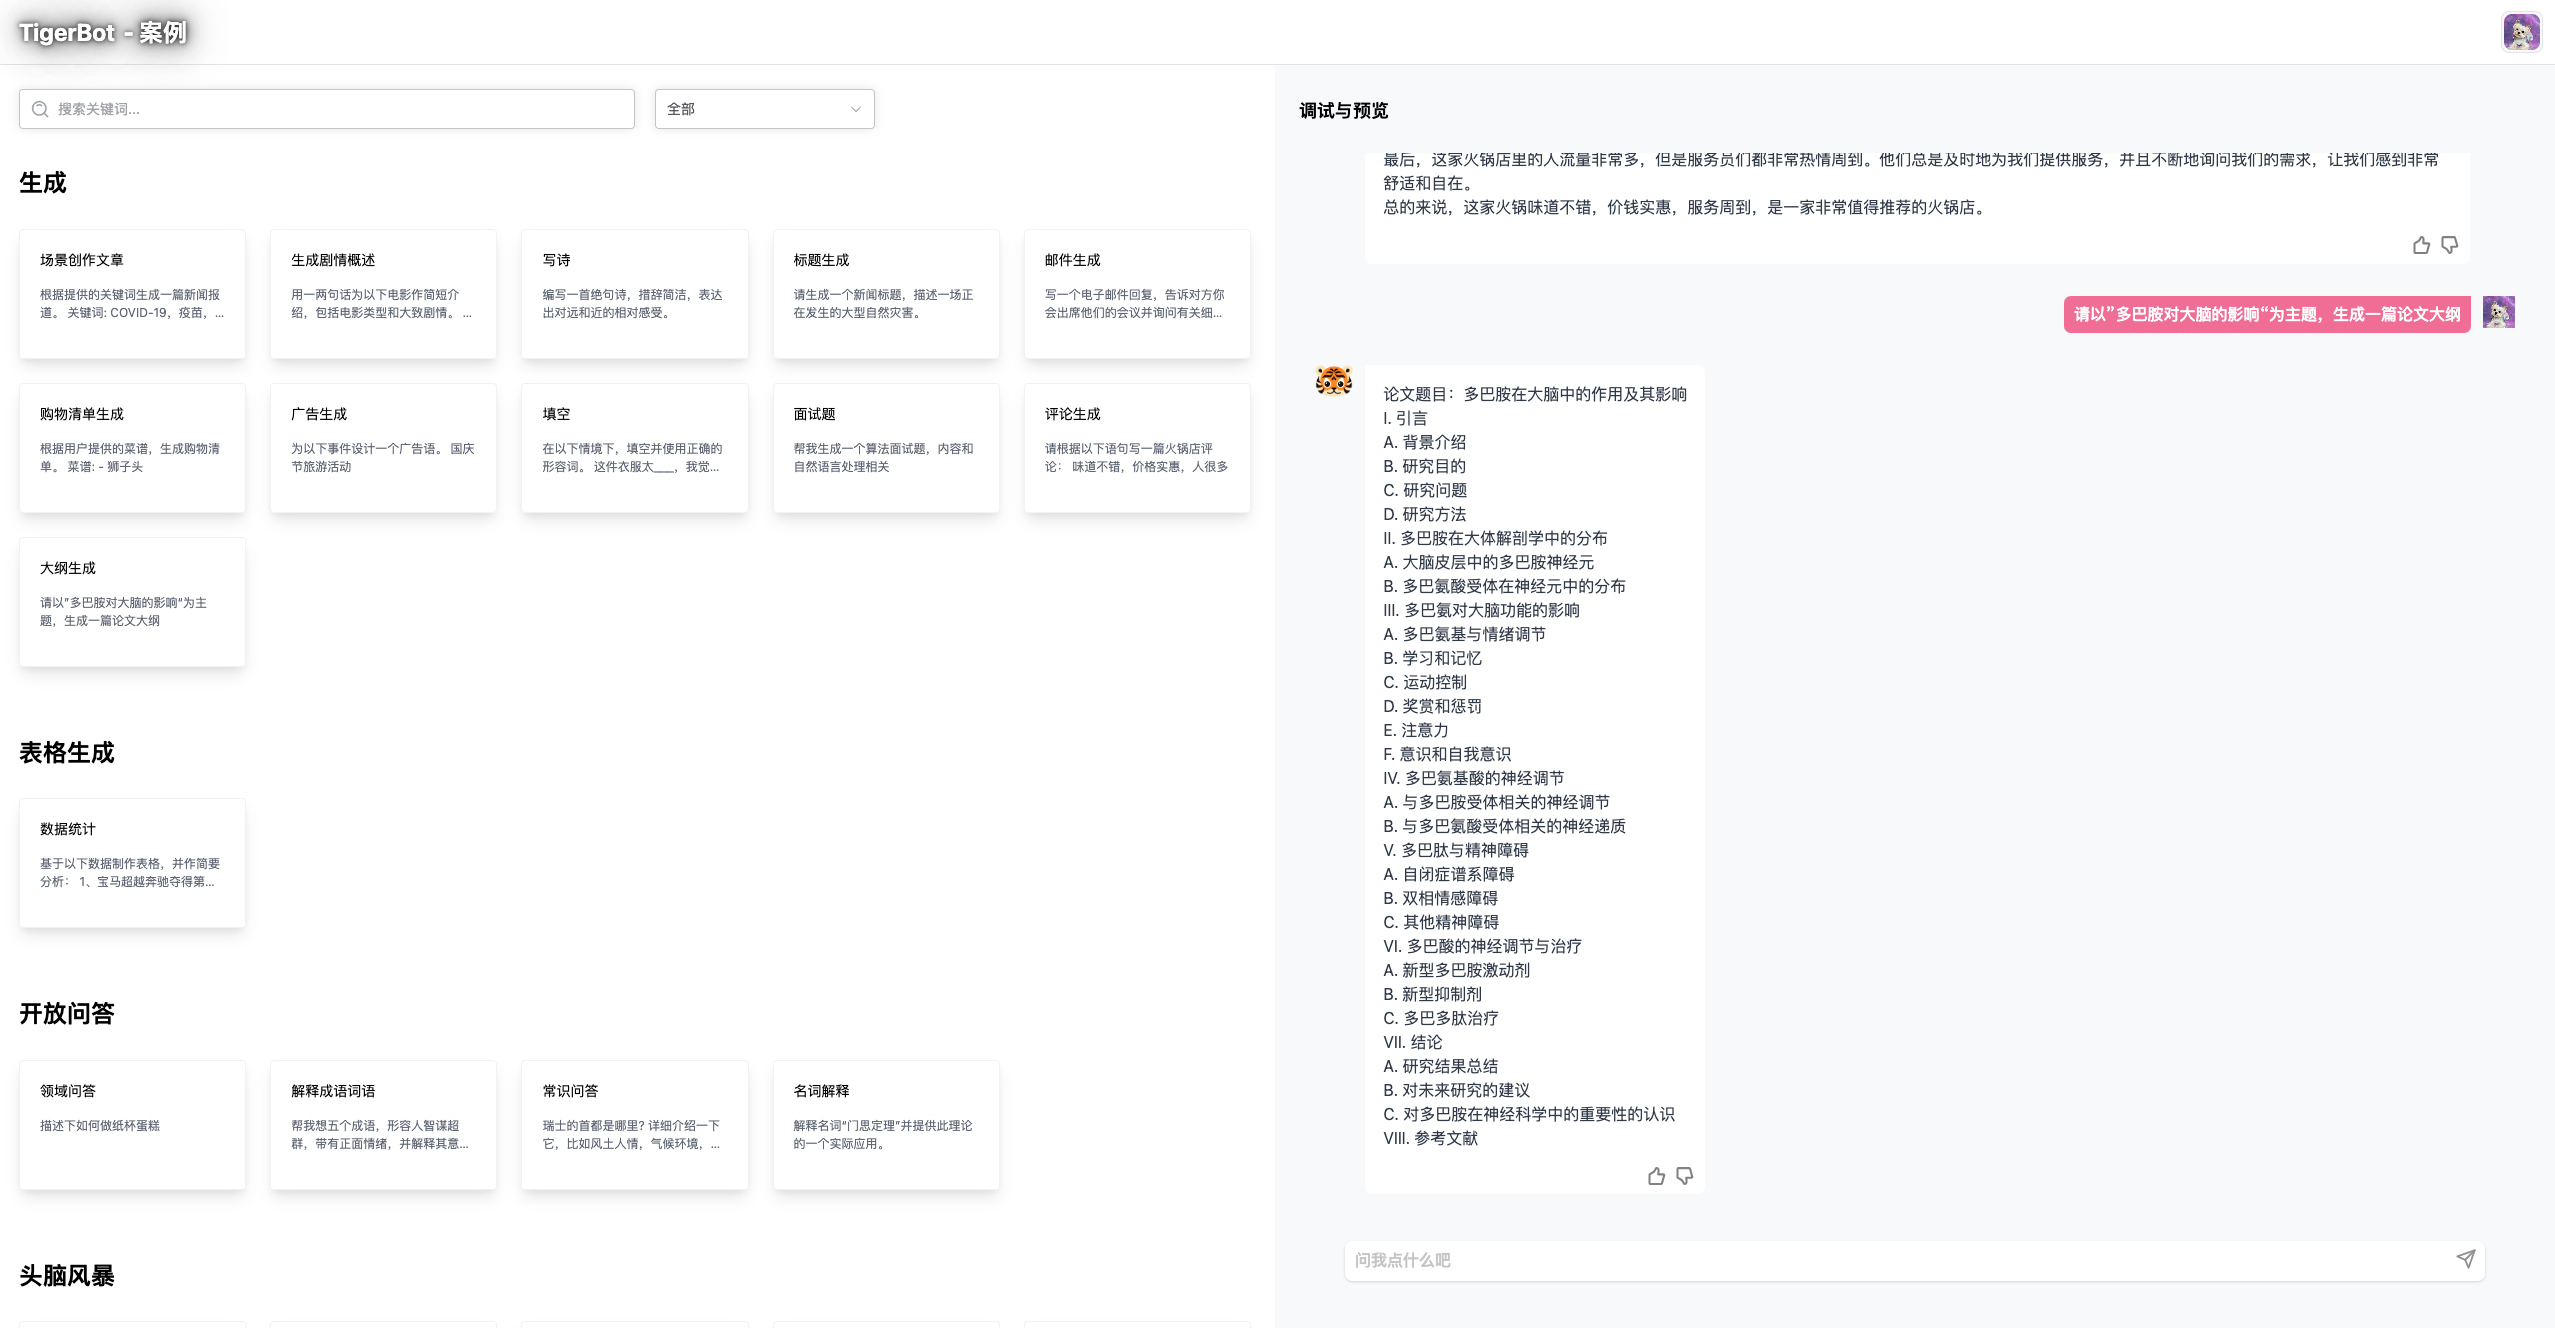 TigerBot - 案例
搜索关键词...
全部
生成
场景创作文章
根据提供的关键词生成一篇新闻报
道。 关键词: COVID-19，疫苗，...
生成剧情概述
用一两句话为以下电影作简短介
绍，包括电影类型和大致剧情。 ...
写诗
编写一首绝句诗，措辞简洁，表达
出对远和近的相对感受。
标题生成
请生成一个新闻标题，描述一场正
在发生的大型自然灾害。
邮件生成
写一个电子邮件回复，告诉对方你
会出席他们的会议并询问有关细...
购物清单生成
根据用户提供的菜谱，生成购物清
单。 菜谱: - 狮子头
广告生成
为以下事件设计一个广告语。 国庆
节旅游活动
填空
在以下情境下，填空并使用正确的
形容词。 这件衣服太___，我觉...
面试题
帮我生成一个算法面试题，内容和
自然语言处理相关
评论生成
请根据以下语句写一篇火锅店评
论： 味道不错，价格实惠，人很多
大纲生成
请以”多巴胺对大脑的影响“为主
题，生成一篇论文大纲
表格生成
数据统计
基于以下数据制作表格，并作简要
分析： 1、宝马超越奔驰夺得第...
开放问答
领域问答
描述下如何做纸杯蛋糕
解释成语词语
帮我想五个成语，形容人智谋超
群，带有正面情绪，并解释其意...
常识问答
瑞士的首都是哪里? 详细介绍一下
它，比如风土人情，气候环境，...
名词解释
解释名词“门思定理”并提供此理论
的一个实际应用。
头脑风暴
调试与预览
最后，这家火锅店里的人流量非常多，但是服务员们都非常热情周到。他们总是及时地为我们提供服务，并且不断地询问我们的需求，让我们感到非常
舒适和自在。
总的来说，这家火锅味道不错，价钱实惠，服务周到，是一家非常值得推荐的火锅店。
请以”多巴胺对大脑的影响“为主题，生成一篇论文大纲
论文题目：多巴胺在大脑中的作用及其影响
I. 引言
A. 背景介绍
B. 研究目的
C. 研究问题
D. 研究方法
II. 多巴胺在大体解剖学中的分布
A. 大脑皮层中的多巴胺神经元
B. 多巴氨酸受体在神经元中的分布
III. 多巴氨对大脑功能的影响
A. 多巴氨基与情绪调节
B. 学习和记忆
C. 运动控制
D. 奖赏和惩罚
E. 注意力
F. 意识和自我意识
IV. 多巴氨基酸的神经调节
A. 与多巴胺受体相关的神经调节
B. 与多巴氨酸受体相关的神经递质
V. 多巴肽与精神障碍
A. 自闭症谱系障碍
B. 双相情感障碍
C. 其他精神障碍
VI. 多巴酸的神经调节与治疗
A. 新型多巴胺激动剂
B. 新型抑制剂
C. 多巴多肽治疗
VII. 结论
A. 研究结果总结
B. 对未来研究的建议
C. 对多巴胺在神经科学中的重要性的认识
VIII. 参考文献
问我点什么吧